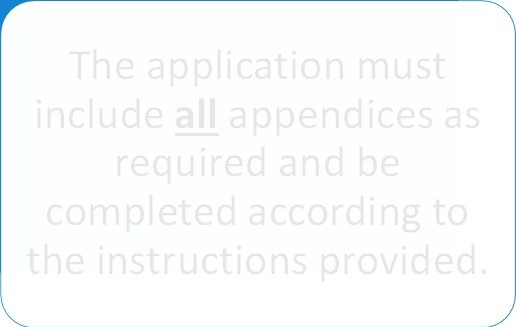 The application must
include all appendices as
required and be
completed according to
the instructions provided.